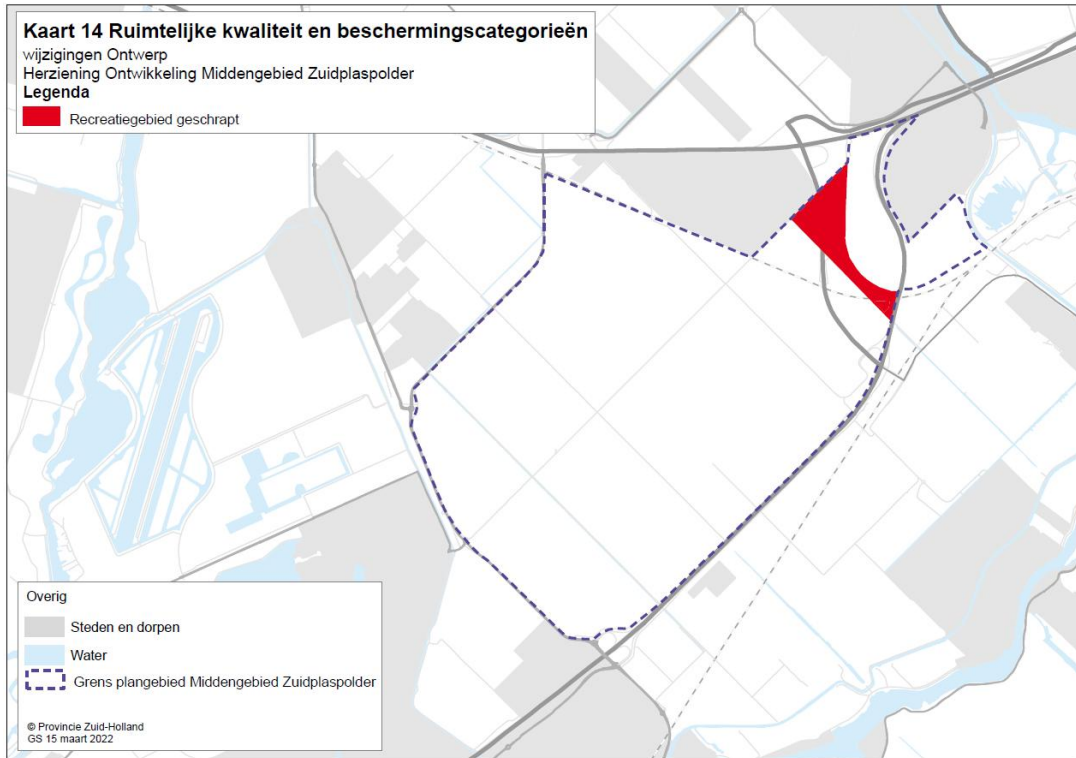 Kaart 14 Ruimtelijke kwaliteit en beschermingscategorieën
wijzigingen Ontwerp
Herziening Ontwikkeling Middengebied Zuidplaspolder
Legenda
Recreatiegebied geschrapt
Overig
Steden en dorpen
Water
Grens plangebied Middengebied Zuidplaspolder
© Provincie Zuid-Holland
GS 15 maart 2022